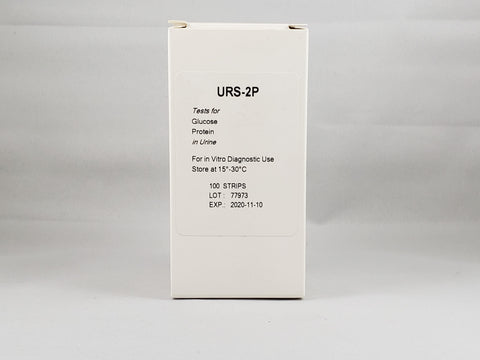 URS-2P
Tests for
Glucose
Protein
in Urine
For in Vitro Diagnostic Use
Store at 15°-30°C
100 STRIPS
LOT : 77973
EXP.: 2020-11-10